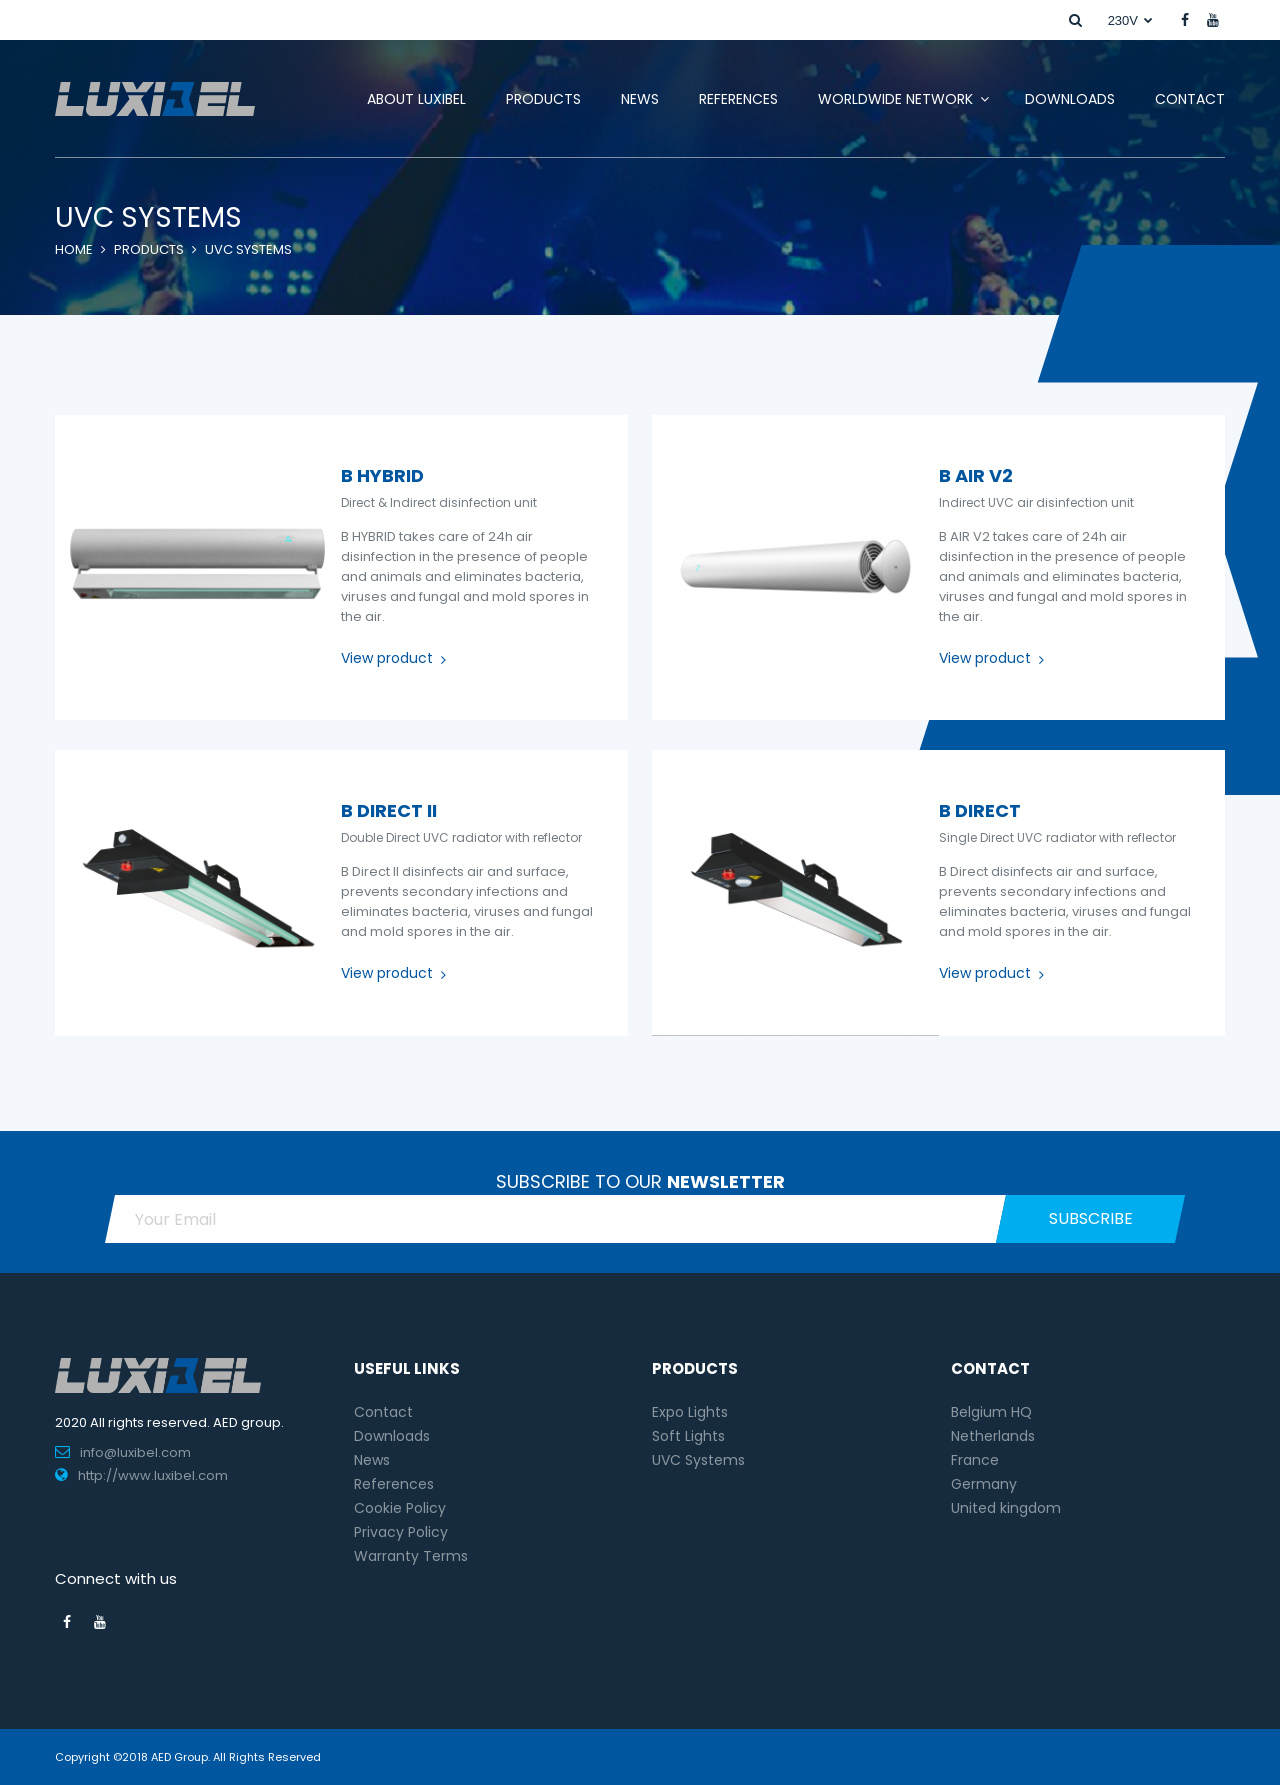 230V
LUXIBEL
ABOUT LUXIBEL
PRODUCTS
NEWS
REFERENCES
WORLDWIDE NETWORK
DOWNLOADS
CONTACT
UVC SYSTEMS
HOME > PRODUCTS > UVC SYSTEMS
B HYBRID
Direct & Indirect disinfection unit
B HYBRID takes care of 24h air
disinfection in the presence of people
and animals and eliminates bacteria,
viruses and fungal and mold spores in
the air.
View product >
B AIR V2
Indirect UVC air disinfection unit
B AIR V2 takes care of 24h air
disinfection in the presence of people
and animals and eliminates bacteria,
viruses and fungal and mold spores in
the air.
View product >
B DIRECT II
Double Direct UVC radiator with reflector
B Direct II disinfects air and surface,
prevents secondary infections and
eliminates bacteria, viruses and fungal
and mold spores in the air.
View product >
B DIRECT
Single Direct UVC radiator with reflector
B Direct disinfects air and surface,
prevents secondary infections and
eliminates bacteria, viruses and fungal
and mold spores in the air.
View product >
SUBSCRIBE TO OUR NEWSLETTER
Your Email
SUBSCRIBE
LUXIBEL
2020 All rights reserved. AED group.
info@luxibel.com
http://www.luxibel.com
Connect with us
You Tube
USEFUL LINKS
Contact
Downloads
News
References
Cookie Policy
Privacy Policy
Warranty Terms
PRODUCTS
Expo Lights
Soft Lights
UVC Systems
CONTACT
Belgium HQ
Netherlands
France
Germany
United kingdom
Copyright ©2018 AED Group. All Rights Reserved